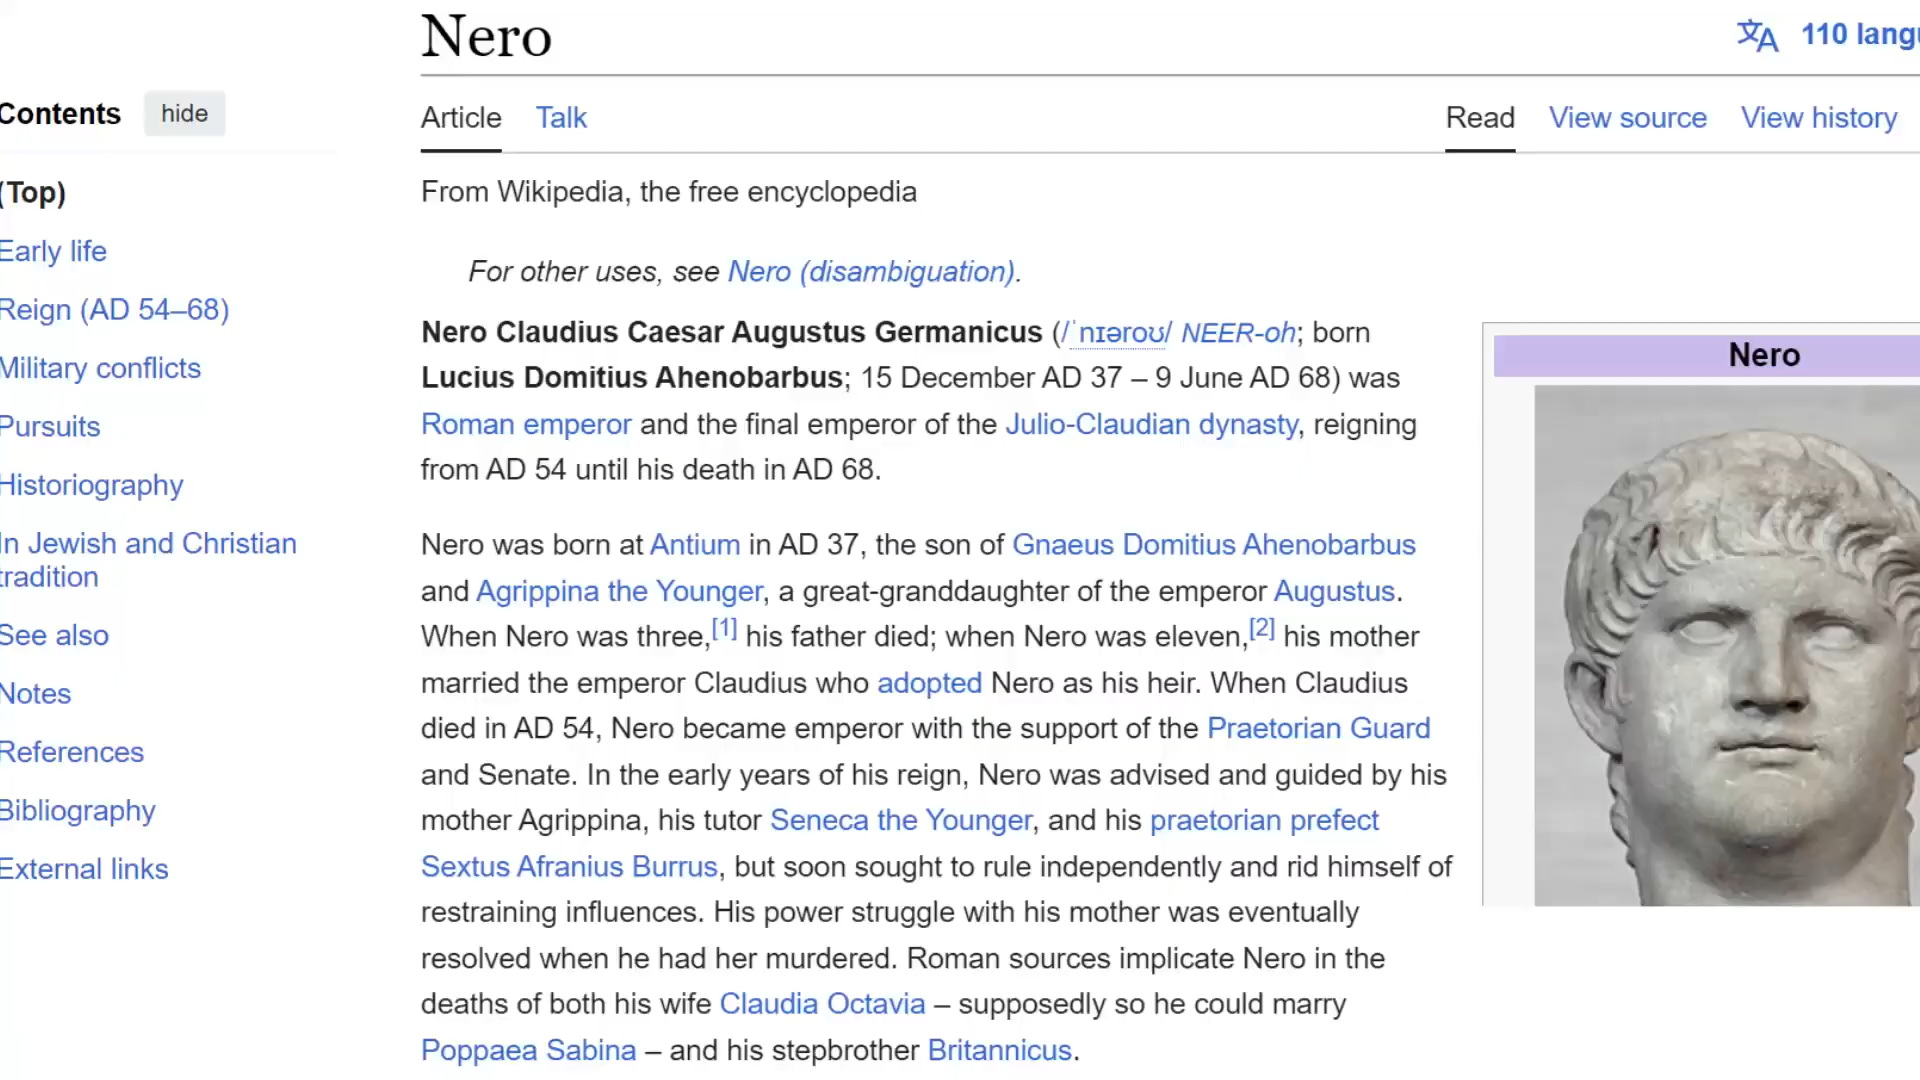 Nero
110 langu
Contents hide
Article Talk Read View source View history
From Wikipedia, the free encyclopedia
(Top)
Early life
Reign (AD 54–68)
Military conflicts
Pursuits
Historiography
In Jewish and Christian
tradition
See also
Notes
References
Bibliography
External links
For other uses, see Nero (disambiguation).
Nero Claudius Caesar Augustus Germanicus (/ˈnɪəroʊ/ NEER-oh; born
Lucius Domitius Ahenobarbus; 15 December AD 37 – 9 June AD 68) was
Roman emperor and the final emperor of the Julio-Claudian dynasty, reigning
from AD 54 until his death in AD 68.
Nero was born at Antium in AD 37, the son of Gnaeus Domitius Ahenobarbus
and Agrippina the Younger, a great-granddaughter of the emperor Augustus.
When Nero was three,[1] his father died; when Nero was eleven,[2] his mother
married the emperor Claudius who adopted Nero as his heir. When Claudius
died in AD 54, Nero became emperor with the support of the Praetorian Guard
and Senate. In the early years of his reign, Nero was advised and guided by his
mother Agrippina, his tutor Seneca the Younger, and his praetorian prefect
Sextus Afranius Burrus, but soon sought to rule independently and rid himself of
restraining influences. His power struggle with his mother was eventually
resolved when he had her murdered. Roman sources implicate Nero in the
deaths of both his wife Claudia Octavia – supposedly so he could marry
Poppaea Sabina – and his stepbrother Britannicus.
Nero